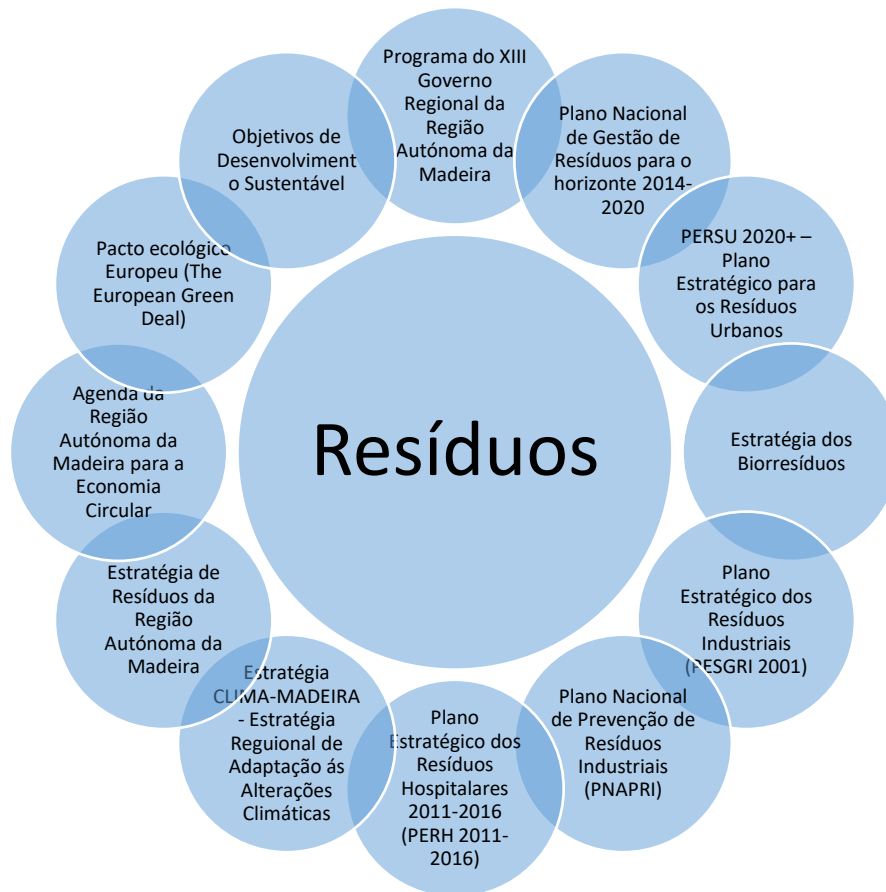 Programa do XIII
Governo
Regional da
Região
Autónoma da
Madeira
Plano Nacional
de Gestão de
Resíduos para o
horizonte 2014-
2020
PERSU 2020+ –
Plano
Estratégico para
os Resíduos
Urbanos
Estratégia dos
Biorresíduos
Plano
Estratégico dos
Resíduos
Industriais
(PESGRI 2001)
Plano Nacional
de Prevenção de
Resíduos
Industriais
(PNAPRI)
Plano
Estratégico dos
Resíduos
Hospitalares
2011-2016
(PERH 2011-
2016)
Estratégia
CLIMA-MADEIRA
- Estratégia
Reguional de
Adaptação ás
Alterações
Climáticas
Estratégia de
Resíduos da
Região
Autónoma da
Madeira
Agenda da
Região
Autónoma da
Madeira para a
Economia
Circular
Pacto ecológico
Europeu (The
European Green
Deal)
Objetivos de
Desenvolviment
o Sustentável
Resíduos